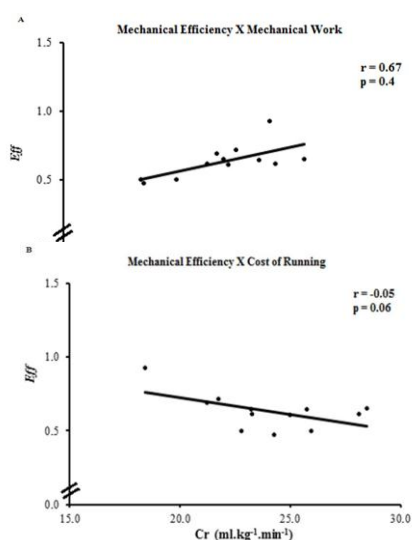 A
Mechanical Efficiency X Mechanical Work
1.5
r = 0.67
p = 0.4
1.0
Eff
0.5
B
Mechanical Efficiency X Cost of Running
1.5
r = -0.05
p = 0.06
1.0
Eff
0.5
0.0
15.0 20.0 25.0 30.0
Cr (ml.kg-¹.min-¹)